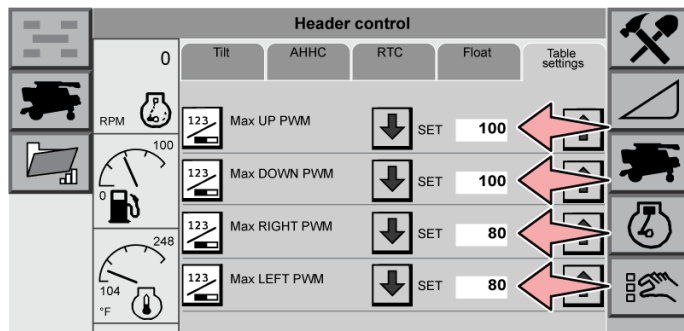 Header control
0
RPM
Tilt
AHHC
RTC
Float
Table
settings
123
Max UP PWM
SET
100
123
Max DOWN PWM
SET
100
100
0
123
Max RIGHT PWM
SET
80
248
104
°F
123
Max LEFT PWM
SET
80